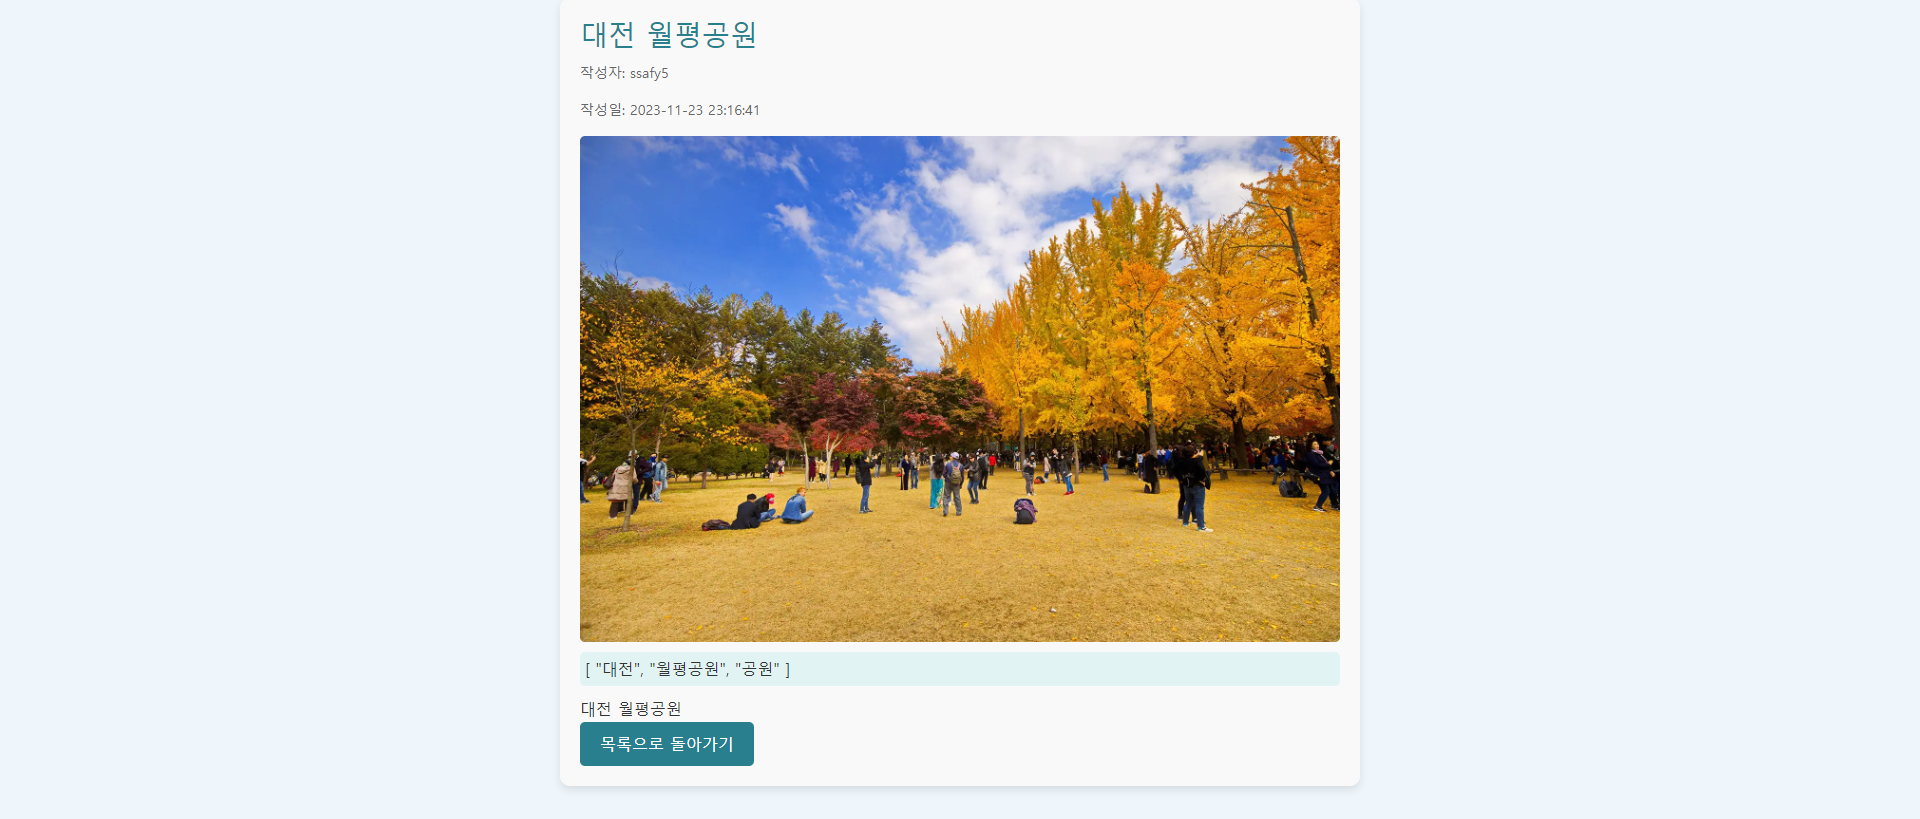 대전 월평공원
작성자: ssafy5
작성일: 2023-11-23 23:16:41
[ "대전", "월평공원", "공원" ]
대전 월평공원
목록으로 돌아가기